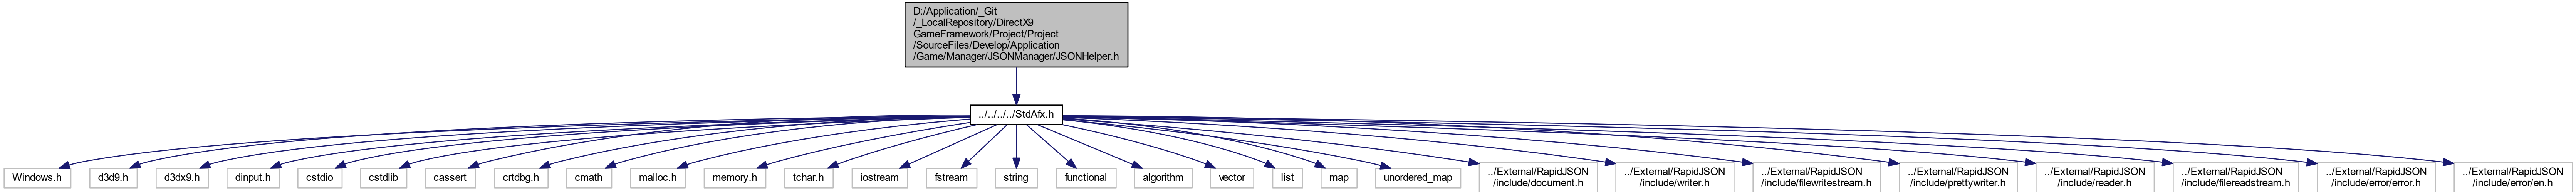 D:/Application/_Git
/_LocalRepository/DirectX9
GameFramework/Project/Project
/SourceFiles/Develop/Application
/Game/Manager/JSONManager/JSONHelper.h
../../../../StdAfx.h
Windows.h
d3d9.h
d3dx9.h
dinput.h
cstdio
cstdlib
cassert
crtdbg.h
cmath
malloc.h
memory.h
tchar.h
iostream
fstream
string
functional
algorithm
vector
list
map
unordered_map
../External/RapidJSON
/include/document.h
../External/RapidJSON
/include/writer.h
../External/RapidJSON
/include/filewritestream.h
../External/RapidJSON
/include/prettywriter.h
../External/RapidJSON
/include/reader.h
../External/RapidJSON
/include/filereadstream.h
../External/RapidJSON
/include/error/error.h
../External/RapidJSON
/include/error/en.h